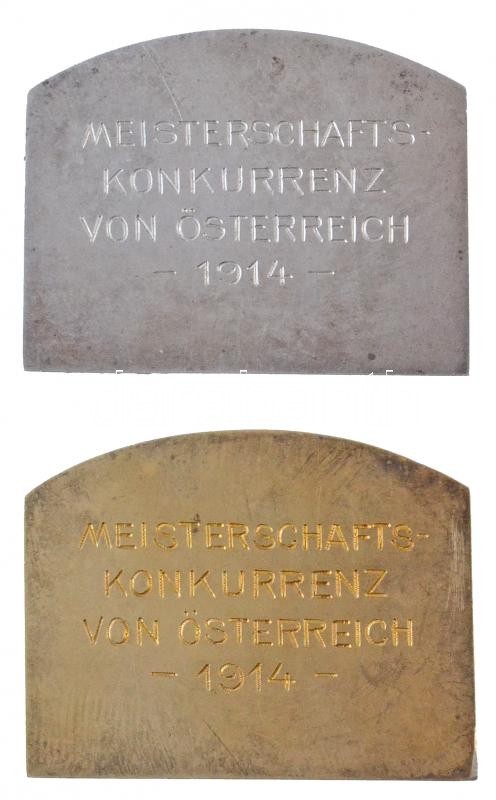 MEISTERSCHAFTS-
KONKURRENZ
VON ÖSTERREICH
- 1914 -
MEISTERSCHAFTS-
KONKURRENZ
VON ÖSTERREICH
- 1914 -